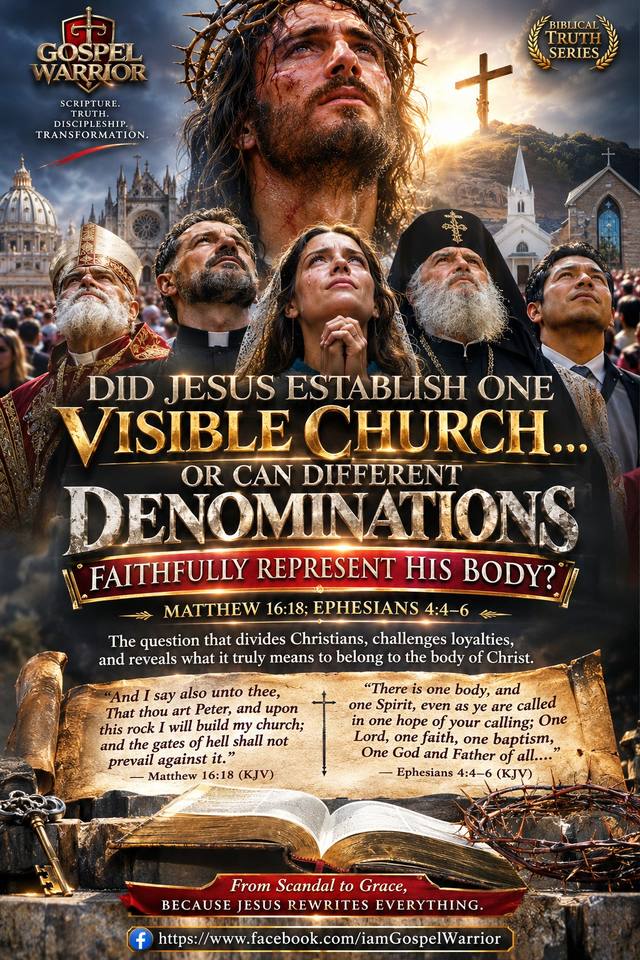 GOSPEL
WARRIOR
SCRIPTURE.
TRUTH.
DISCIPLESHIP.
TRANSFORMATION.
BIBLICAL
TRUTH
SERIES
DID JESUS ESTABLISH ONE
VISIBLE CHURCH...
OR CAN DIFFERENT
DENOMINATIONS
FAITHFULLY REPRESENT HIS BODY?
MATTHEW 16:18; EPHESIANS 4:4–6
The question that divides Christians, challenges loyalties,
and reveals what it truly means to belong to the body of Christ.
“And I say also unto thee,
That thou art Peter, and upon
this rock I will build my church;
and the gates of hell shall not
prevail against it.”
— Matthew 16:18 (KJV)
“There is one body, and
one Spirit, even as ye are called
in one hope of your calling; One
Lord, one faith, one baptism,
One God and Father of all....”
— Ephesians 4:4–6 (KJV)
From Scandal to Grace,
BECAUSE JESUS REWRITES EVERYTHING.
https://www.facebook.com/iamGospelWarrior